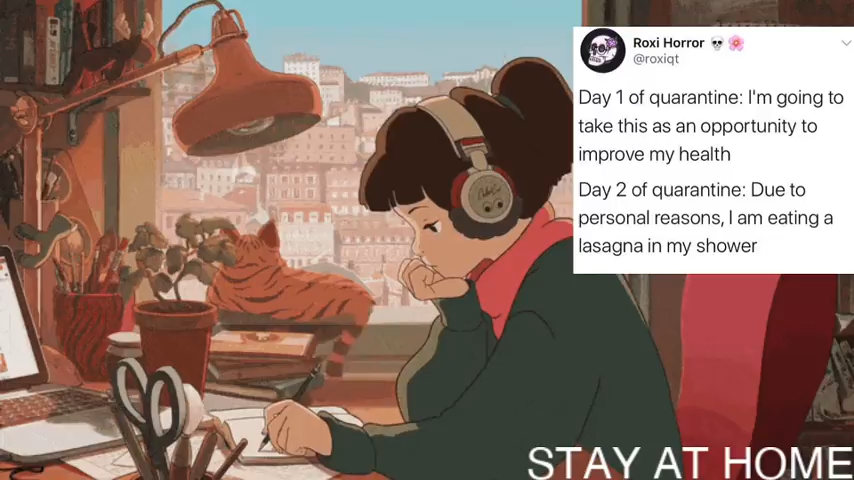 Roxi Horror 💀🌸
@roxiqt
Day 1 of quarantine: I'm going to
take this as an opportunity to
improve my health
Day 2 of quarantine: Due to
personal reasons, I am eating a
lasagna in my shower
STAY AT HOME